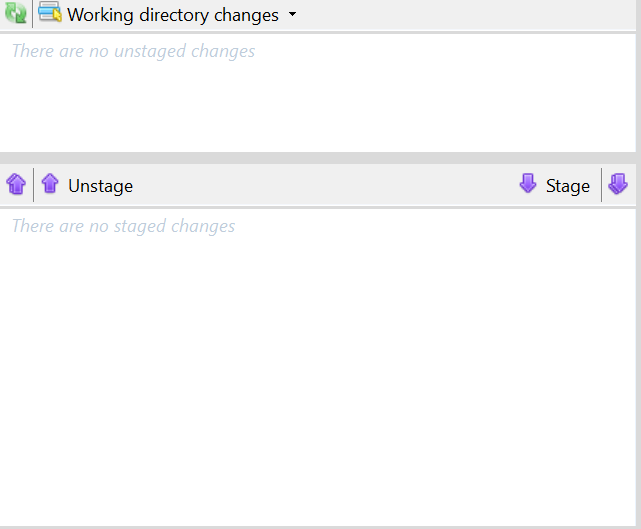 Working directory changes
There are no unstaged changes
Unstage Stage
There are no staged changes